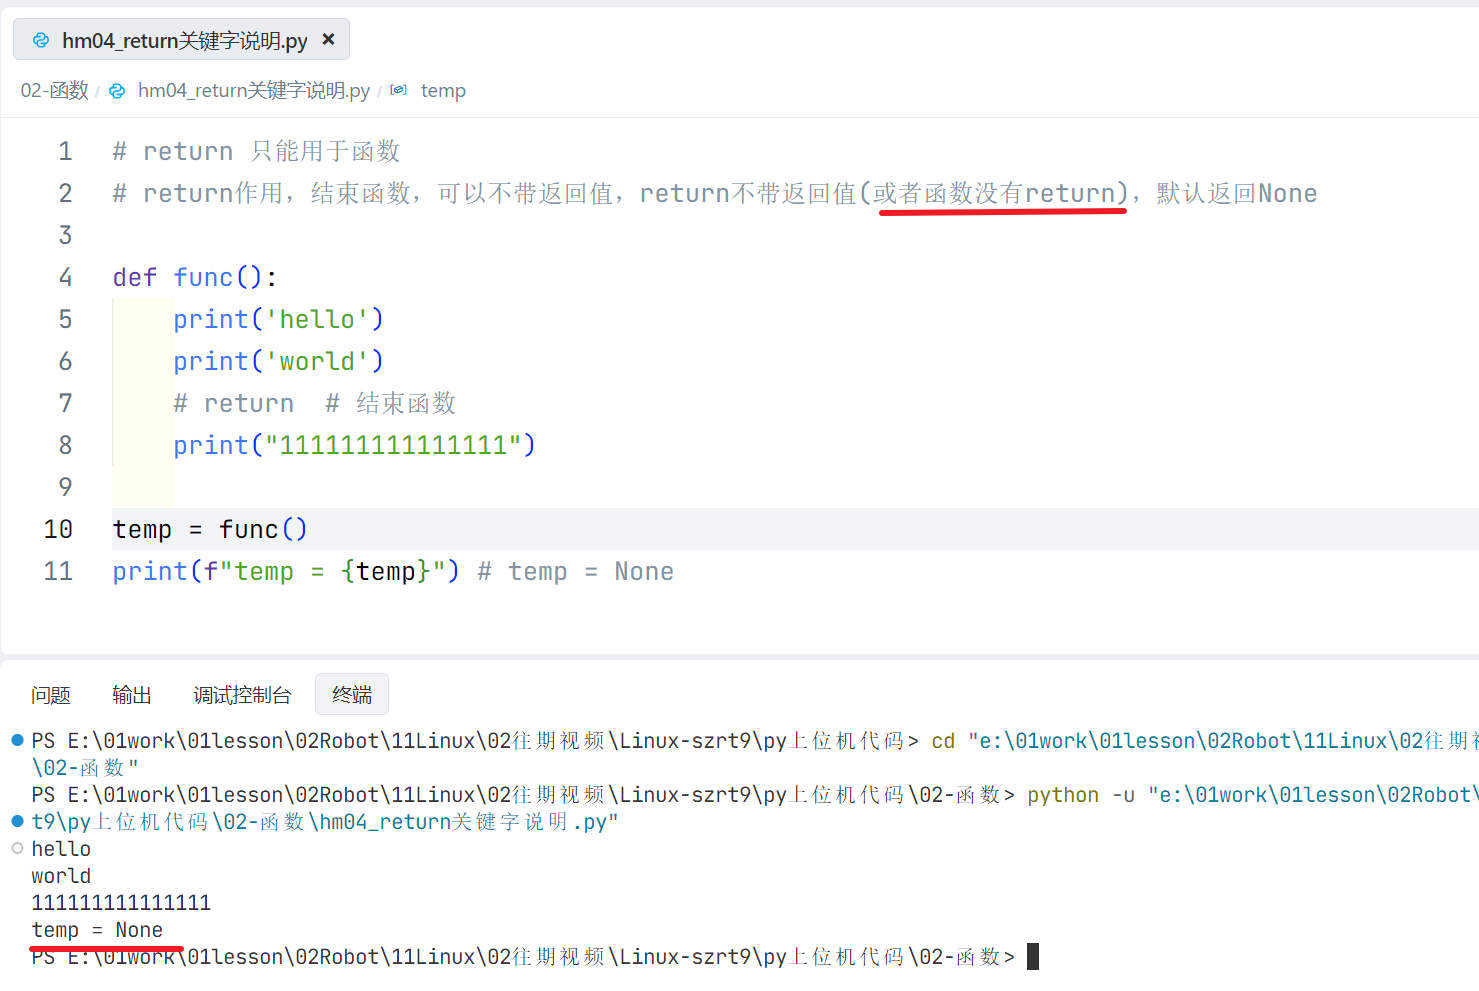 hm04_return关键字说明.py ×
02-函数 / hm04_return关键字说明.py / temp
1 # return 只能用于函数
2 # return作用，结束函数，可以不带返回值，return不带返回值(或者函数没有return)，默认返回None
3
4 def func():
5     print('hello')
6     print('world')
7     # return  # 结束函数
8     print("111111111111111")
9
10 temp = func()
11 print(f"temp = {temp}") # temp = None
问题 输出 调试控制台 终端
PS E:\01work\01lesson\02Robot\11Linux\02往期视频\Linux-szrt9\py上位机代码> cd "e:\01work\01lesson\02Robot\11Linux\02往期
\02-函数"
PS E:\01work\01lesson\02Robot\11Linux\02往期视频\Linux-szrt9\py上位机代码\02-函数> python -u "e:\01work\01lesson\02Robot\
t9\py上位机代码\02-函数\hm04_return关键字说明.py"
hello
world
111111111111111
temp = None
PS E:\01work\01lesson\02Robot\11Linux\02往期视频\Linux-szrt9\py上位机代码\02-函数>